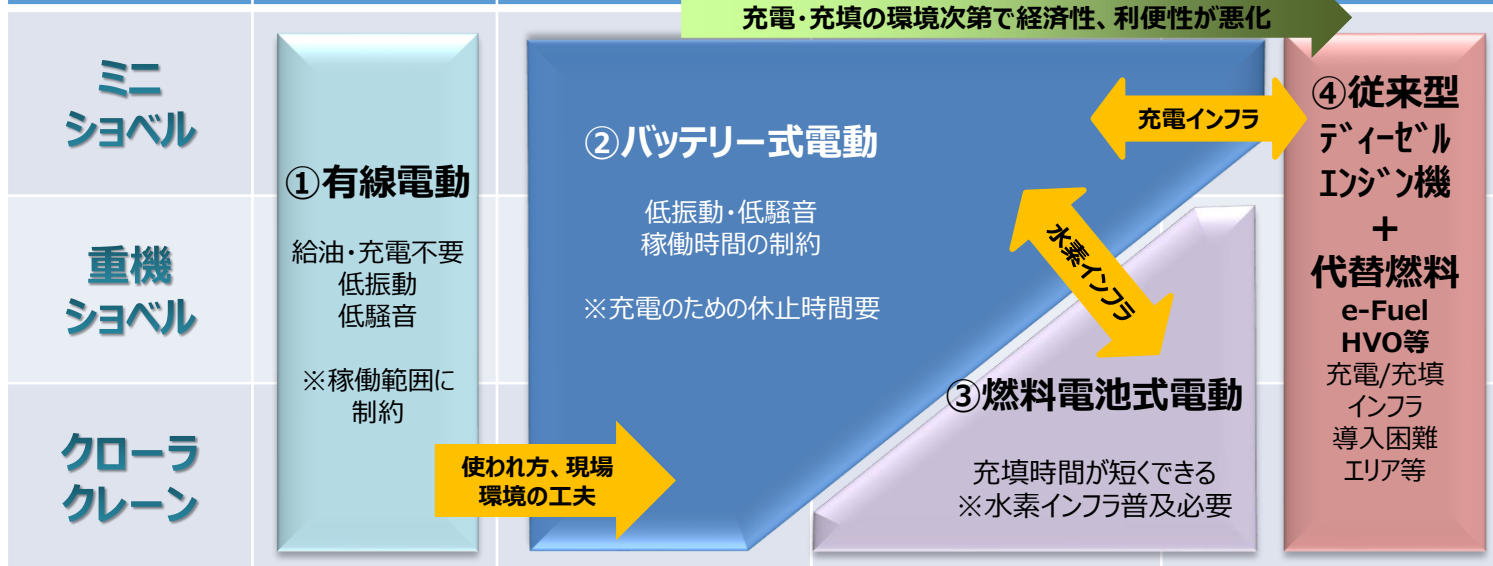 充電・充填の環境次第で経済性、利便性が悪化
ミニ
ショベル
重機
ショベル
クローラ
クレーン
①有線電動
給油・充電不要
低振動
低騒音
※稼働範囲に
制約
使われ方、現場
環境の工夫
②バッテリー式電動
低振動・低騒音
稼働時間の制約
※充電のための休止時間要
充電インフラ
水素インフラ
③燃料電池式電動
充填時間が短くできる
※水素インフラ普及必要
④従来型
ディーゼル
エンジン機
＋
代替燃料
e-Fuel
HVO等
充電/充填
インフラ
導入困難
エリア等